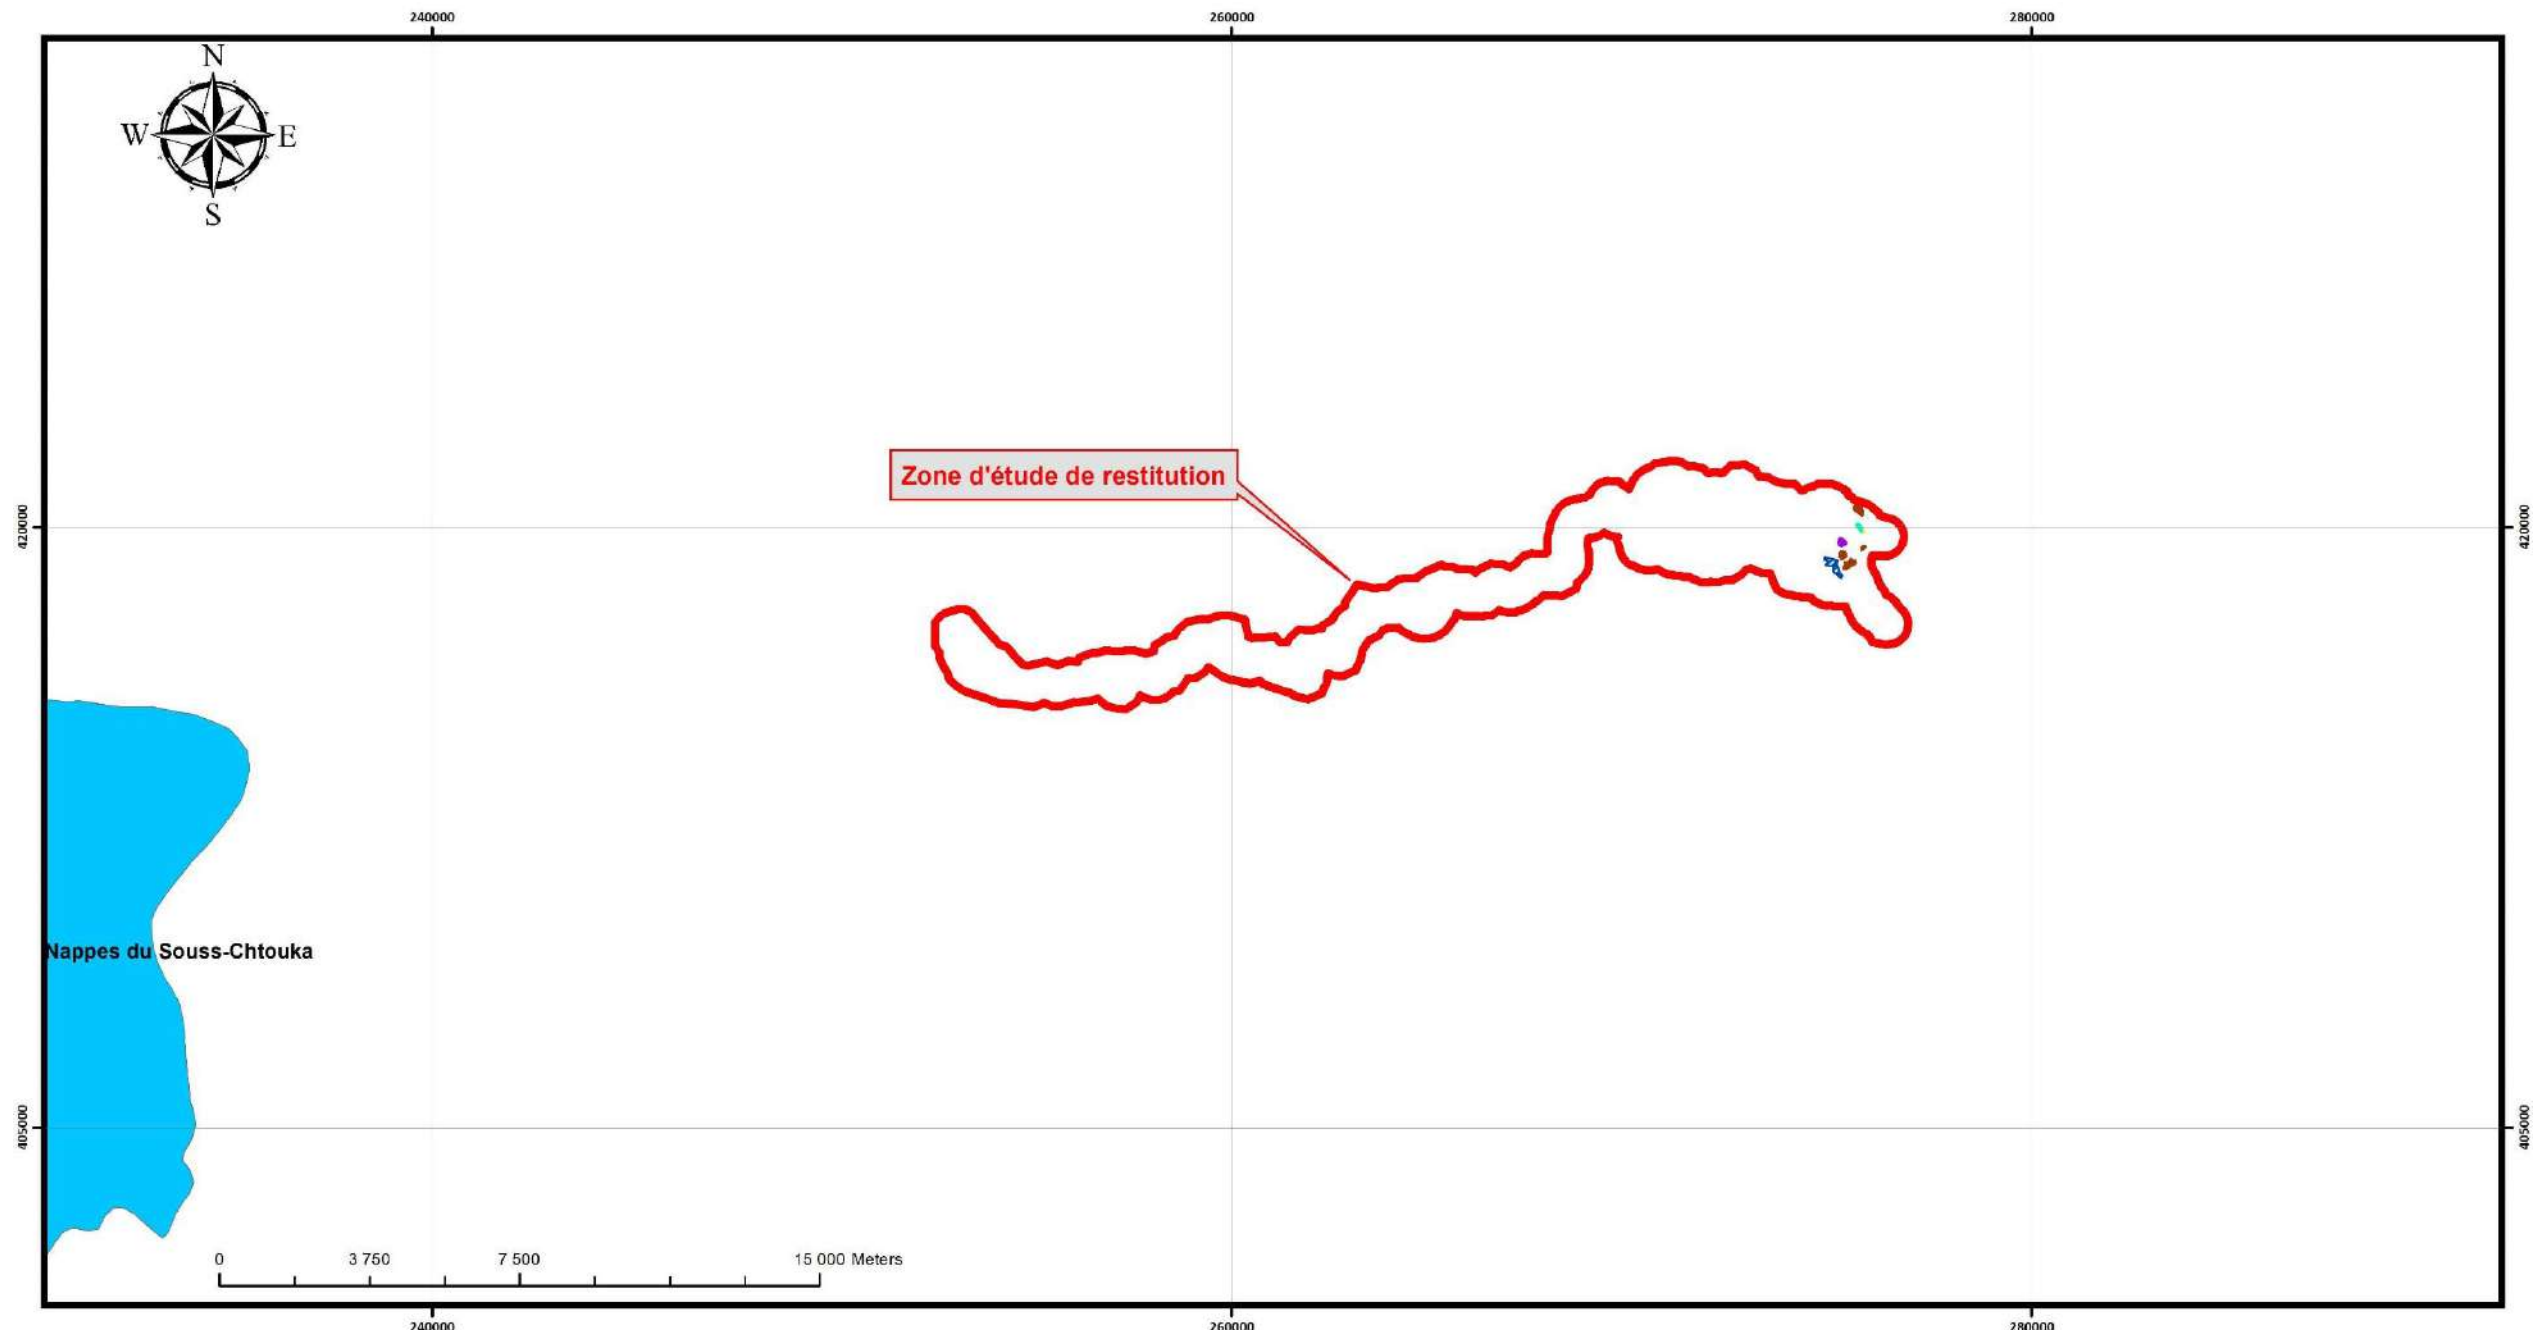 240000 260000 280000
N
W E
S
Zone d'étude de restitution
420000 420000
Nappes du Souss-Chtouka
405000 405000
0 3 750 7 500 15 000 Meters
240000 260000 280000